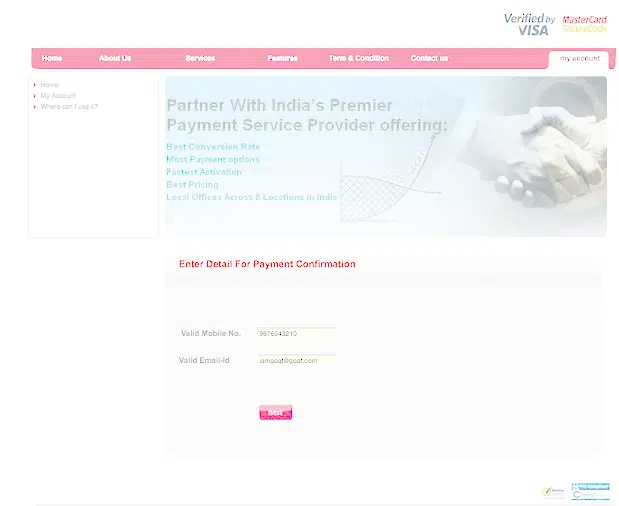 Verified by
VISA
MasterCard
SecureCode
Home About Us Services Features Term & Condition Contact us my account
Home
My Account
Where can I use it?
Partner With India's Premier
Payment Service Provider offering:
Best Conversion Rate
Most Payment options
Fastest Activation
Best Pricing
Local Offices Across 8 Locations in India
Enter Detail For Payment Confirmation
Valid Mobile No. 9876543210
Valid Email-Id iamgoat@goat.com
Next